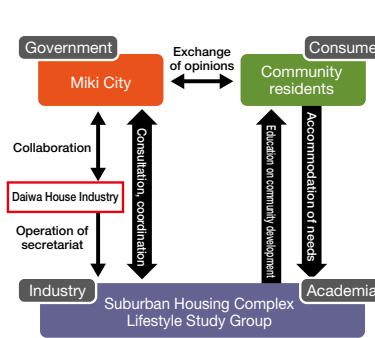 Government
Consume
Exchange
of opinions
Miki City
Community
residents
Collaboration
Consultation, coordination
Education on community development
Accommodation of needs
Daiwa House Industry
Operation of
secretariat
Industry
Academia
Suburban Housing Complex
Lifestyle Study Group